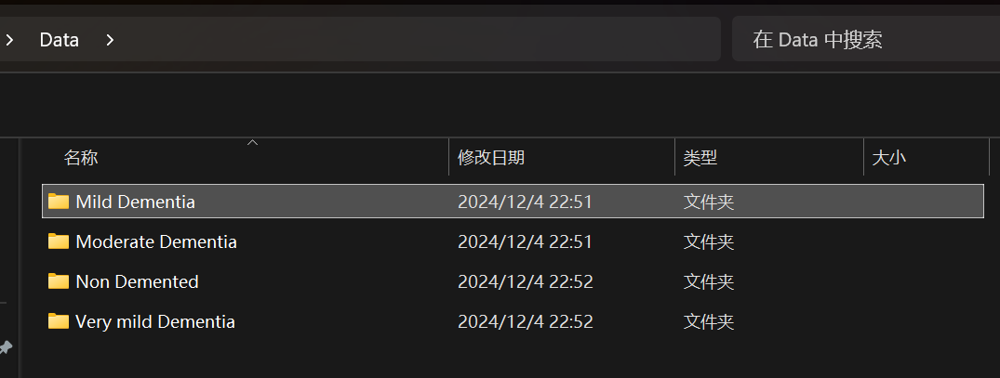 Data 在 Data 中搜索
名称 修改日期 类型 大小
Mild Dementia 2024/12/4 22:51 文件夹
Moderate Dementia 2024/12/4 22:51 文件夹
Non Demented 2024/12/4 22:52 文件夹
Very mild Dementia 2024/12/4 22:52 文件夹